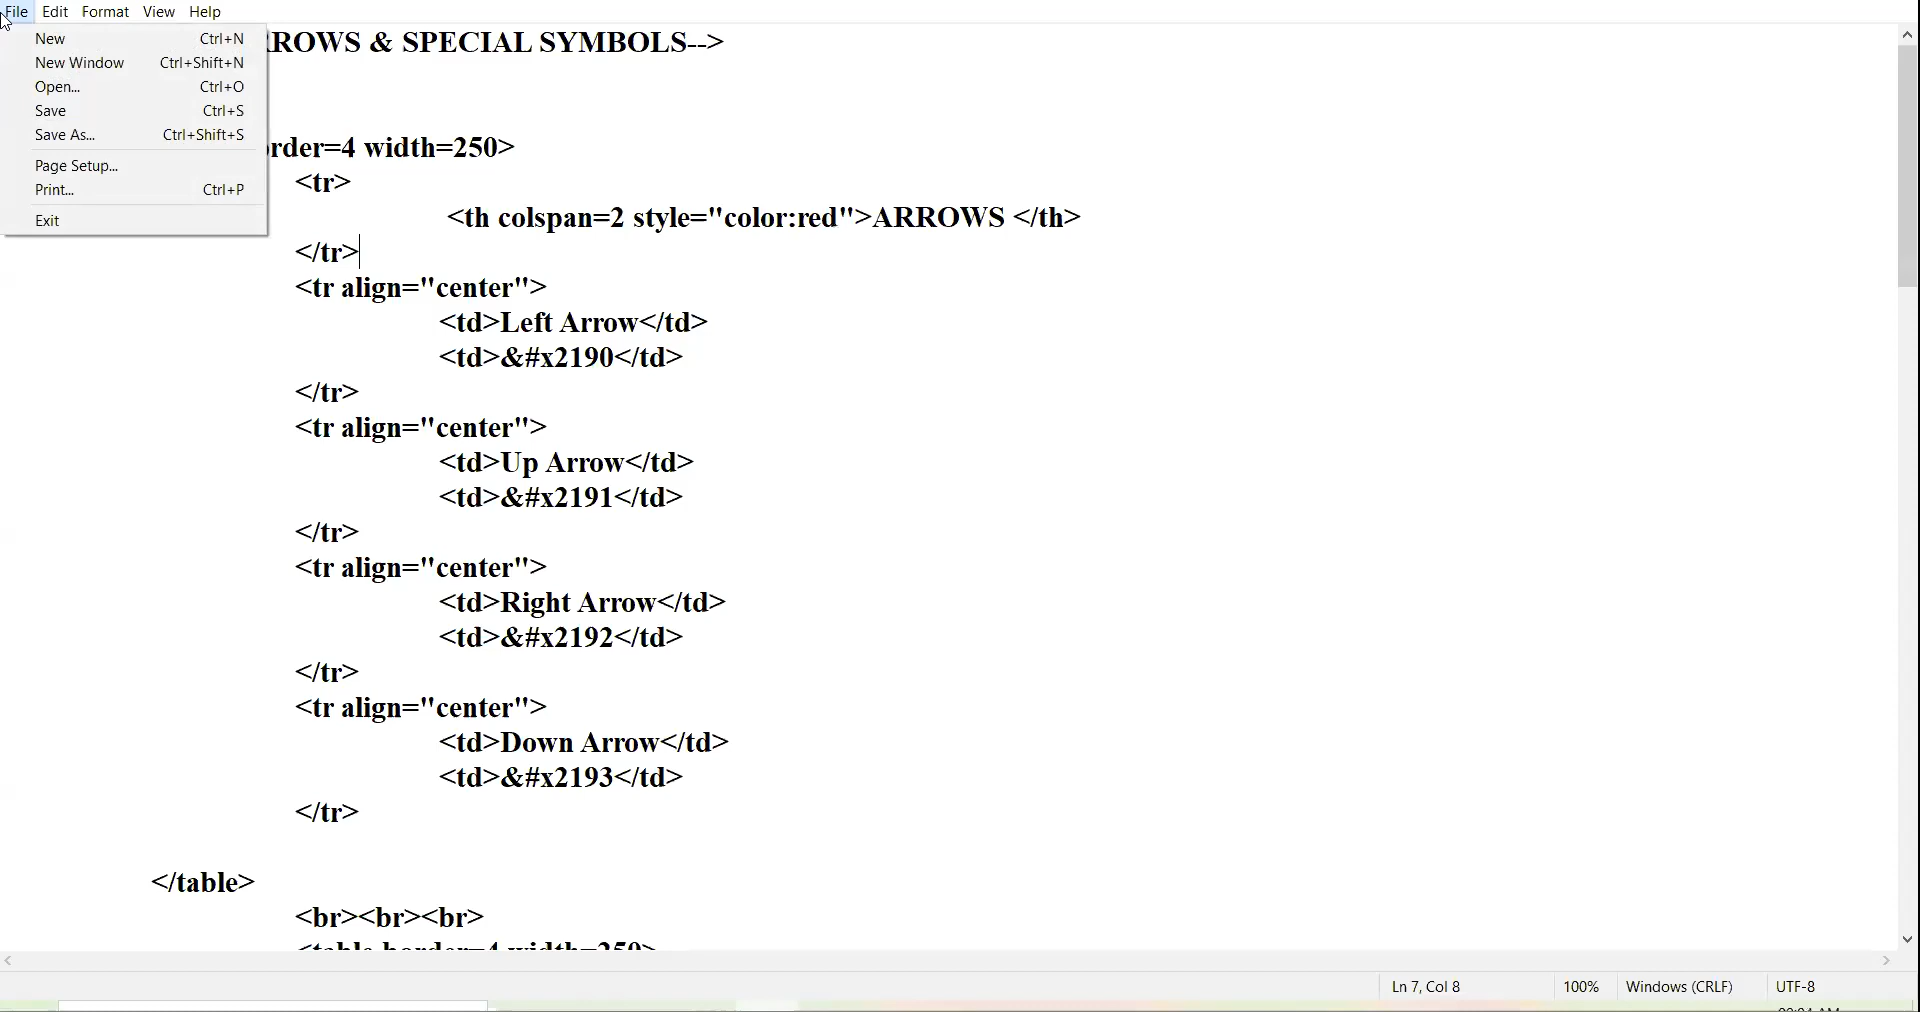 File Edit Format View Help
New Ctrl+N
New Window Ctrl+Shift+N
Open... Ctrl+O
Save Ctrl+S
Save As... Ctrl+Shift+S
Page Setup...
Print... Ctrl+P
Exit
& SPECIAL SYMBOLS-->
width=250>
<tr>
<th colspan=2 style="color:red">ARROWS </th>
</tr>
<tr align="center">
<td>Left Arrow</td>
<td>&#x2190</td>
</tr>
<tr align="center">
<td>Up Arrow</td>
<td>&#x2191</td>
</tr>
<tr align="center">
<td>Right Arrow</td>
<td>&#x2192</td>
</tr>
<tr align="center">
<td>Down Arrow</td>
<td>&#x2193</td>
</tr>
</table>
<br><br><br>
<table border=4 width=250>
Ln 7, Col 8 100% Windows (CRLF) UTF-8